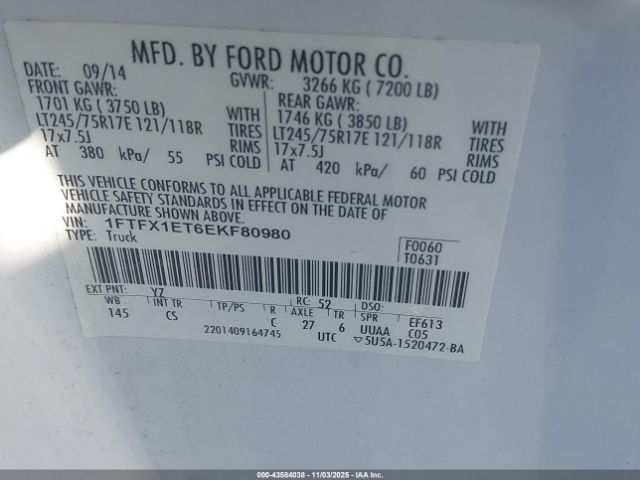 MFD. BY FORD MOTOR CO.
DATE: 09/14 GVWR: 3266 KG ( 7200 LB)
FRONT GAWR: REAR GAWR:
1701 KG ( 3750 LB) WITH 1746 KG ( 3850 LB) WITH
LT245/75R17E 121/118R TIRES LT245/75R17E 121/118R TIRES
17x7.5J RIMS 17x7.5J RIMS
AT 380 kPa/ 55 PSI COLD AT 420 kPa/ 60 PSI COLD
THIS VEHICLE CONFORMS TO ALL APPLICABLE FEDERAL MOTOR
VEHICLE SAFETY STANDARDS IN EFFECT ON THE DATE OF
MANUFACTURE SHOWN ABOVE.
VIN: 1FTFX1ET6EKF80980 F0060
TYPE: Truck T0631
EXT PNT: YZ RC: 52 DSO:
WB INT TR TP/PS R AXLE TR SPR EF613
145 CS C 27 6 UUAA C05
2201409164745 UTC ▽5U5A-1520472-BA
000-43584038 - 11/03/2025 - IAAI.com